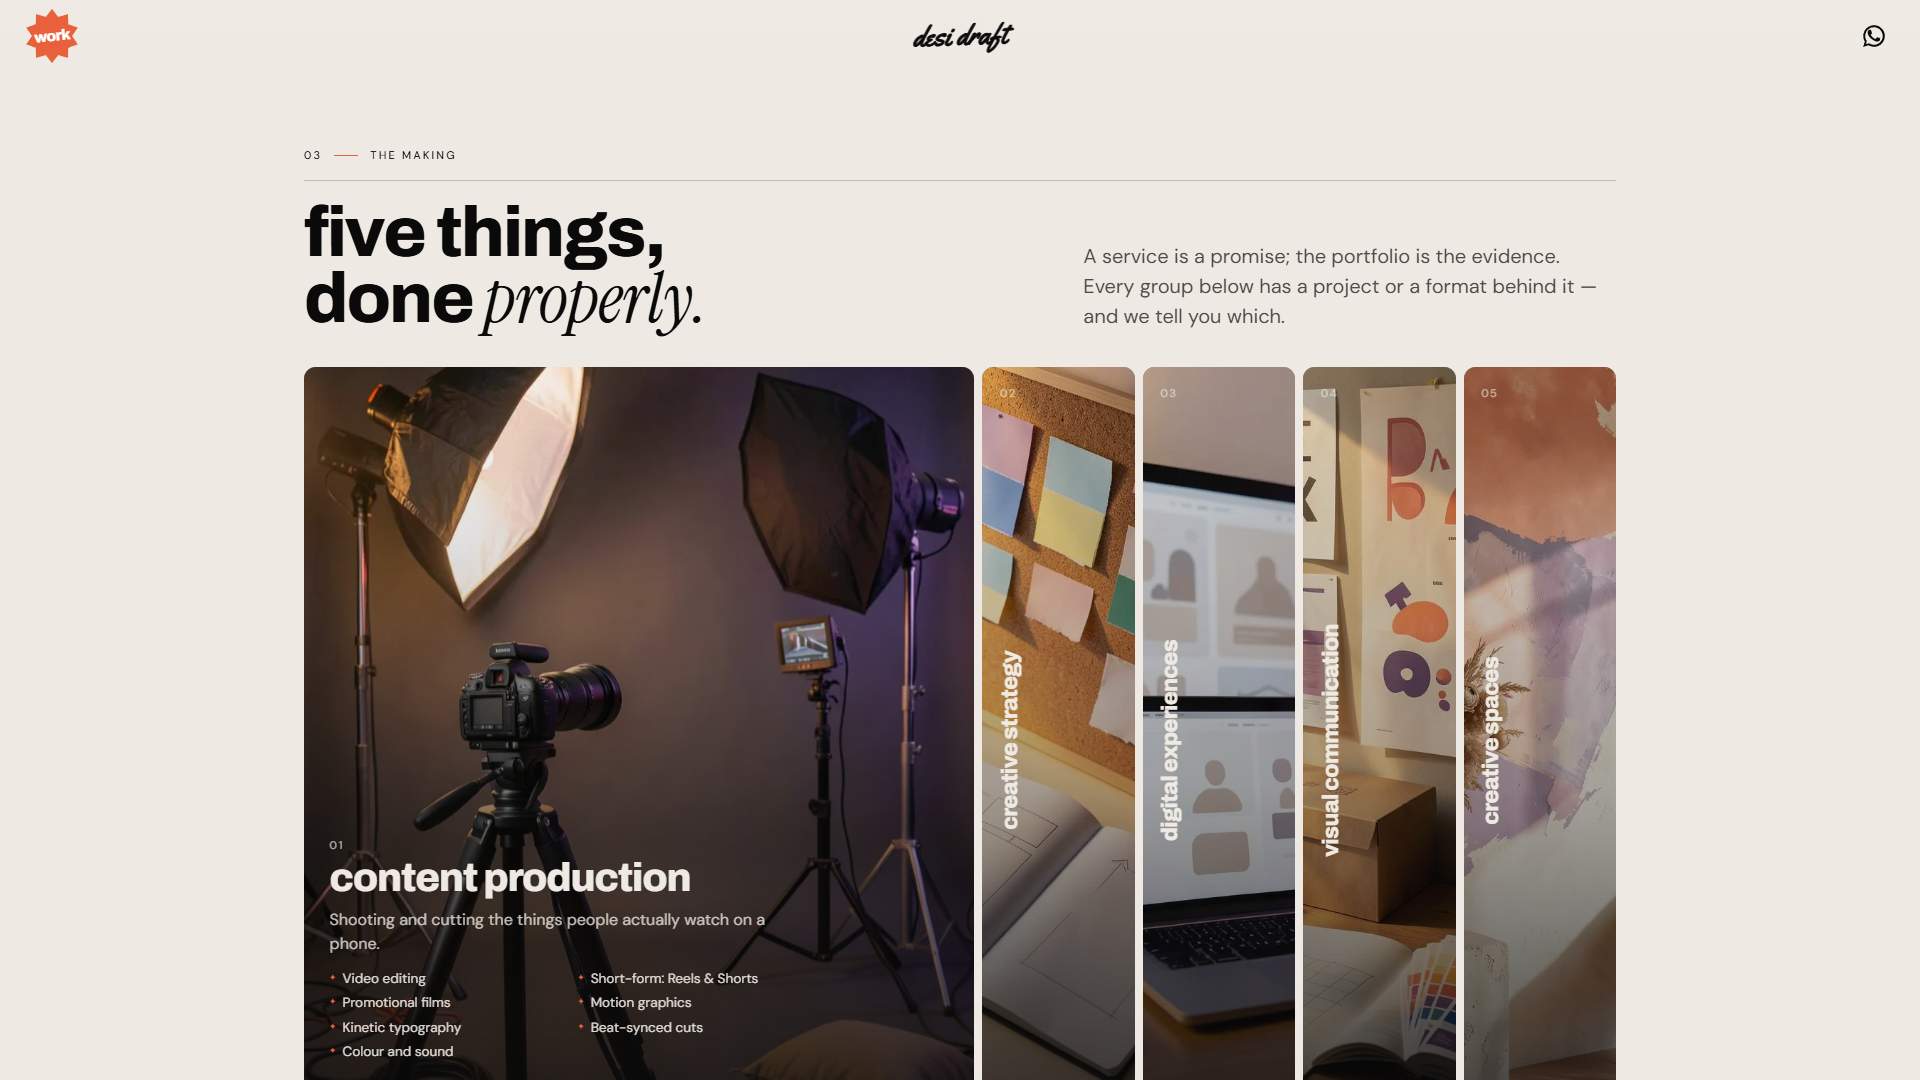 work
desi draft
03 — THE MAKING
five things,
done properly.
A service is a promise; the portfolio is the evidence.
Every group below has a project or a format behind it —
and we tell you which.
01
content production
Shooting and cutting the things people actually watch on a
phone.
Video editing
Promotional films
Kinetic typography
Colour and sound
Short-form: Reels & Shorts
Motion graphics
Beat-synced cuts
02
creative strategy
03
digital experiences
04
visual communication
05
creative spaces